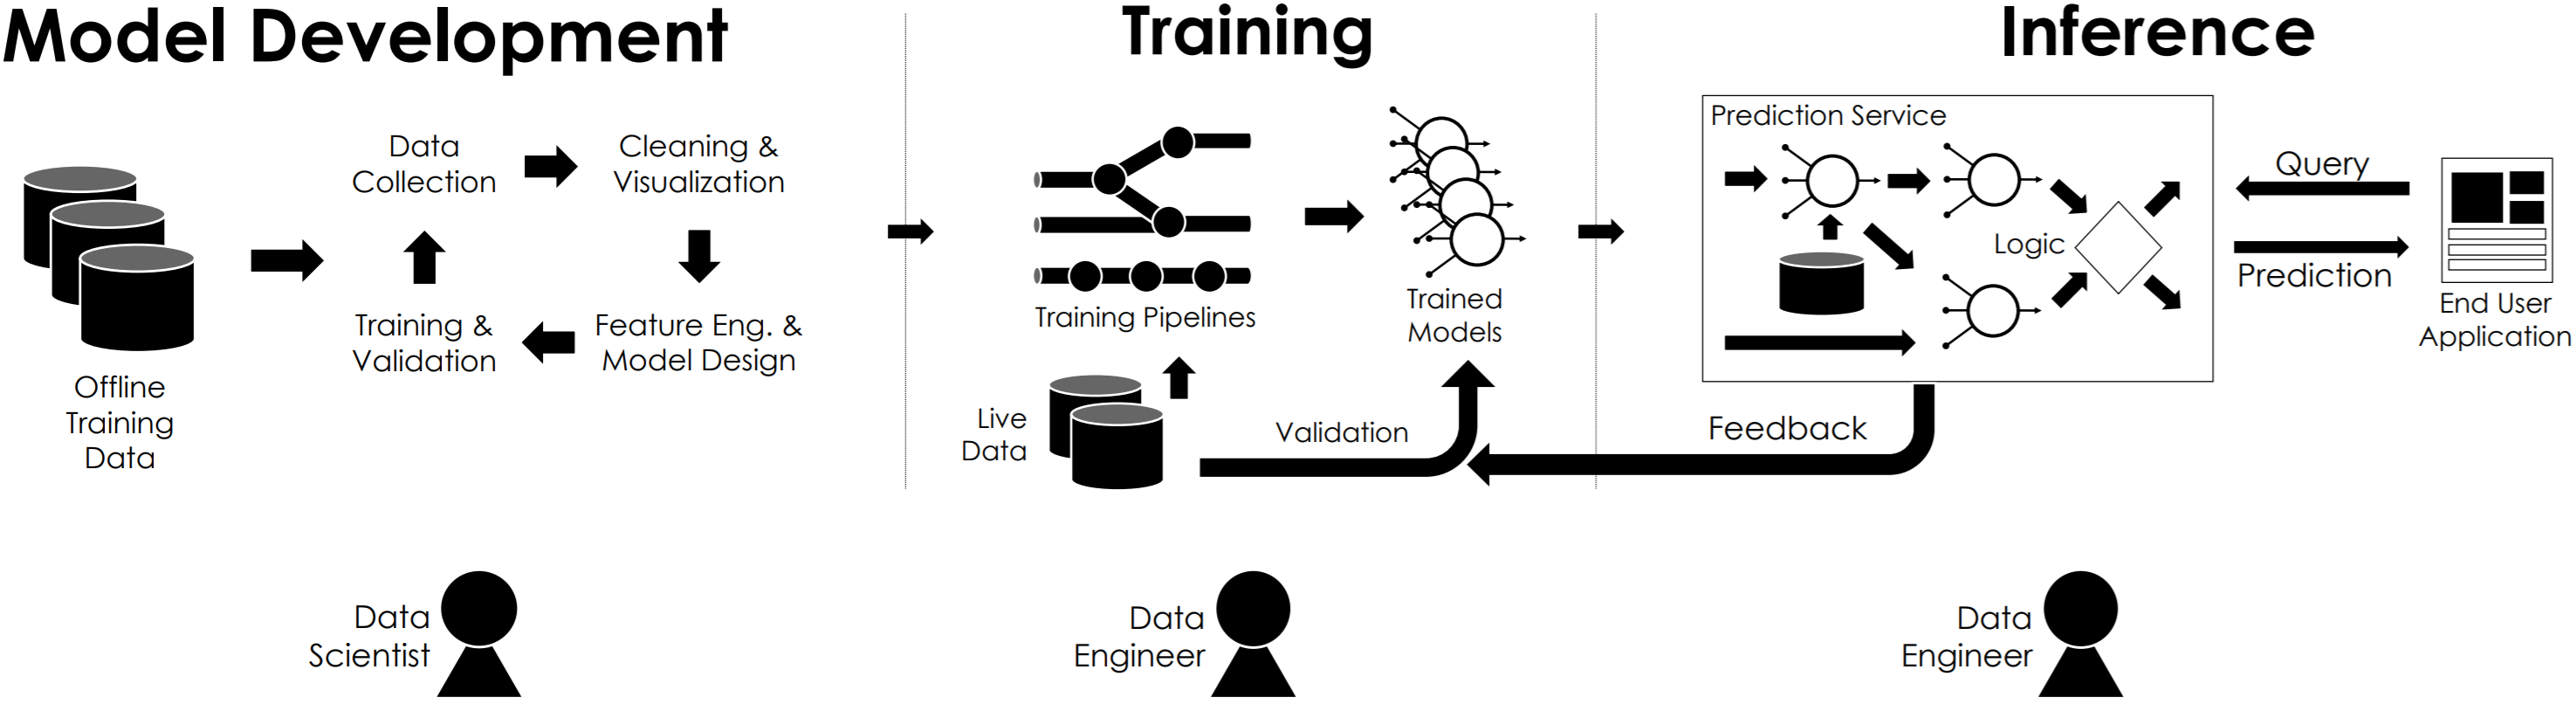 Model Development
Training
Inference
Data
Collection
Cleaning &
Visualization
Training &
Validation
Feature Eng. &
Model Design
Offline
Training
Data
Training Pipelines
Trained
Models
Live
Data
Validation
Prediction Service
Logic
Feedback
Query
Prediction
End User
Application
Data
Scientist
Data
Engineer
Data
Engineer